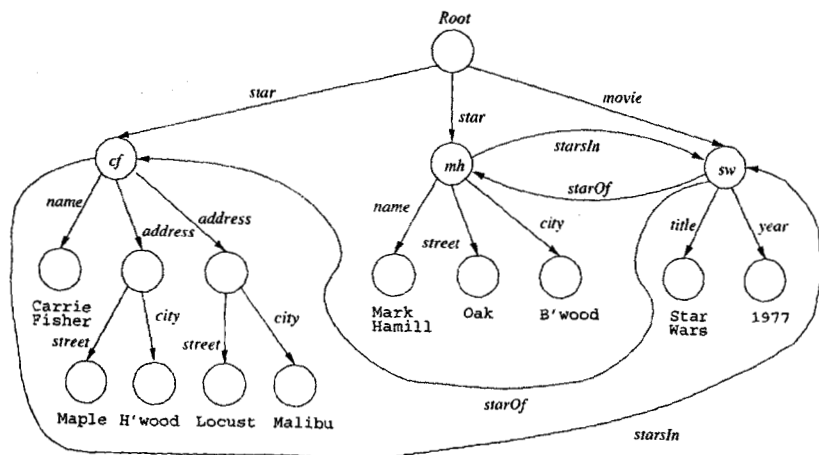 Root
star
star
movie
cf
mh
sw
starsIn
starOf
name
address
address
name
street
city
title
year
Carrie
Fisher
Mark
Hamill
Oak
B'wood
Star
Wars
1977
street
city
street
city
Maple
H'wood
Locust
Malibu
starOf
starsIn